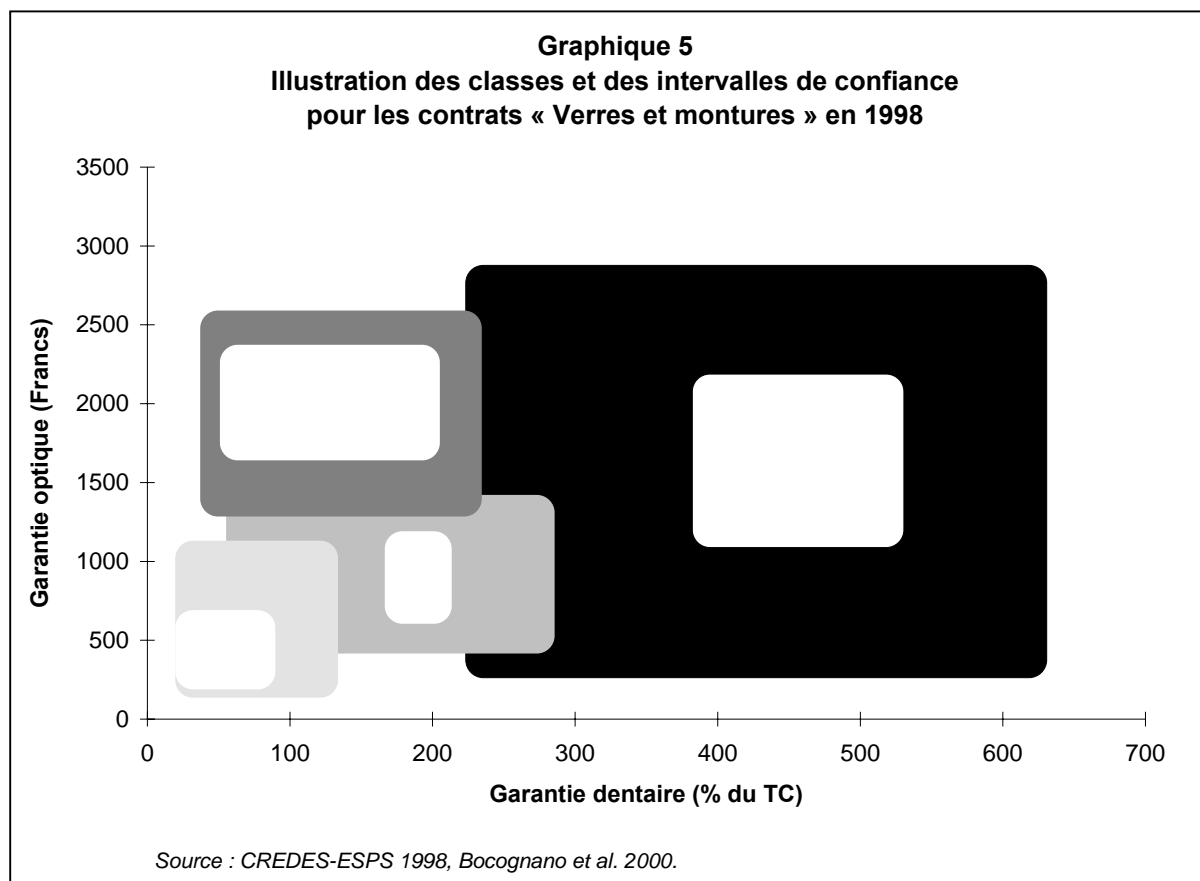 Graphique 5
Illustration des classes et des intervalles de confiance
pour les contrats « Verres et montures » en 1998
3500
3000
2500
2000
1500
1000
500
0
Garantie optique (Francs)
0 100 200 300 400 500 600 700
Garantie dentaire (% du TC)
Source : CREDES-ESPS 1998, Bocognano et al. 2000.